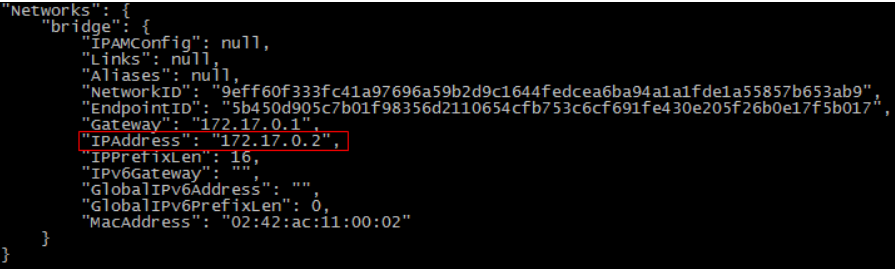 "Networks": {
"bridge": {
"IPAMConfig": null,
"Links": null,
"Aliases": null,
"NetworkID": "9eff60f333fc41a97696a59b2d9c1644fedcea6ba94a1a1fde1a55857b653ab9",
"EndpointID": "5b450d905c7b01f98356d2110654cfb753c6cf691fe430e205f26b0e17f5b017",
"Gateway": "172.17.0.1",
"IPAddress": "172.17.0.2",
"IPPrefixLen": 16,
"IPv6Gateway": "",
"GlobalIPv6Address": "",
"GlobalIPv6PrefixLen": 0,
"MacAddress": "02:42:ac:11:00:02"
}
}